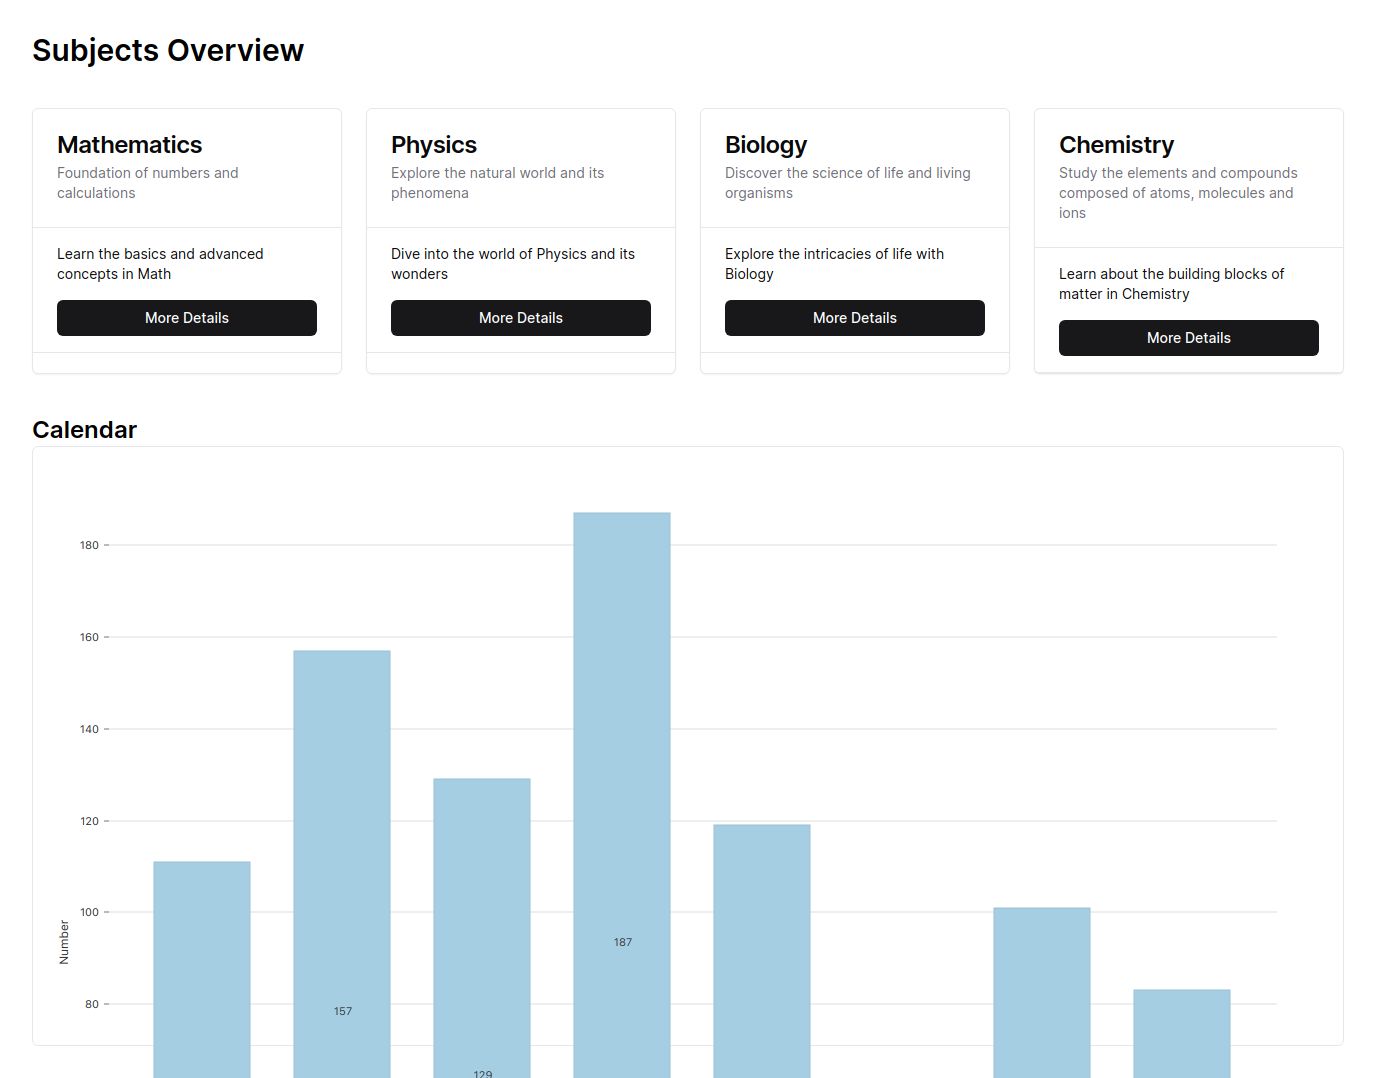 Subjects Overview
Mathematics
Foundation of numbers and
calculations
Learn the basics and advanced
concepts in Math
More Details
Physics
Explore the natural world and its
phenomena
Dive into the world of Physics and its
wonders
More Details
Biology
Discover the science of life and living
organisms
Explore the intricacies of life with
Biology
More Details
Chemistry
Study the elements and compounds
composed of atoms, molecules and
ions
Learn about the building blocks of
matter in Chemistry
More Details
Calendar
180
160
140
120
100
80
Number
187
157
129